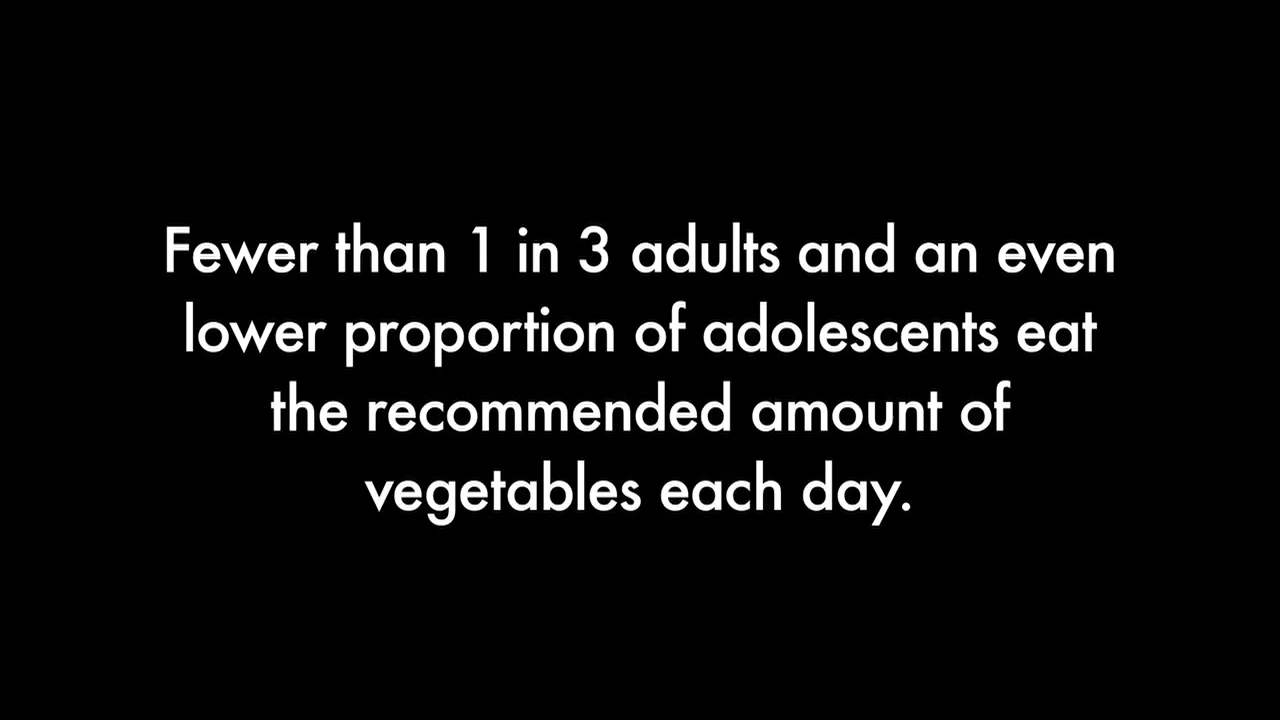 Fewer than 1 in 3 adults and an even
lower proportion of adolescents eat
the recommended amount of
vegetables each day.